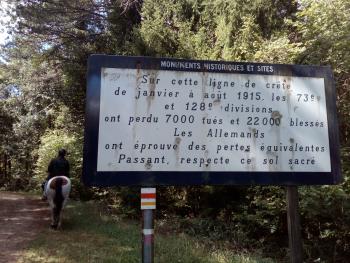 MONUMENTS HISTORIQUES ET SITES
Sur cette ligne de crête
de janvier à août 1915, les 73e
et 128e divisions
ont perdu 7000 tués et 22000 blessés
Les Allemands
ont éprouvé des pertes équivalentes
Passant, respecte ce sol sacré